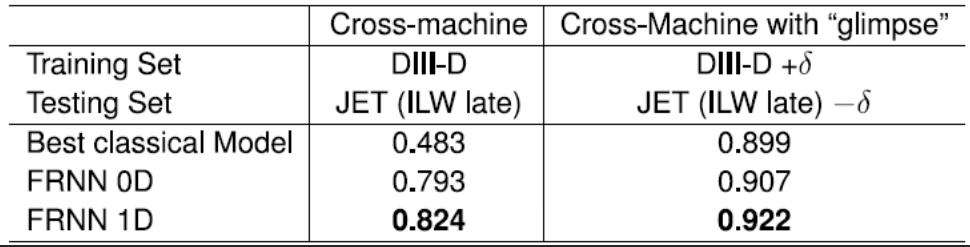 Cross-machine Cross-Machine with “glimpse”
Training Set DIII-D DIII-D +δ
Testing Set JET (ILW late) JET (ILW late) −δ
Best classical Model 0.483 0.899
FRNN 0D 0.793 0.907
FRNN 1D 0.824 0.922